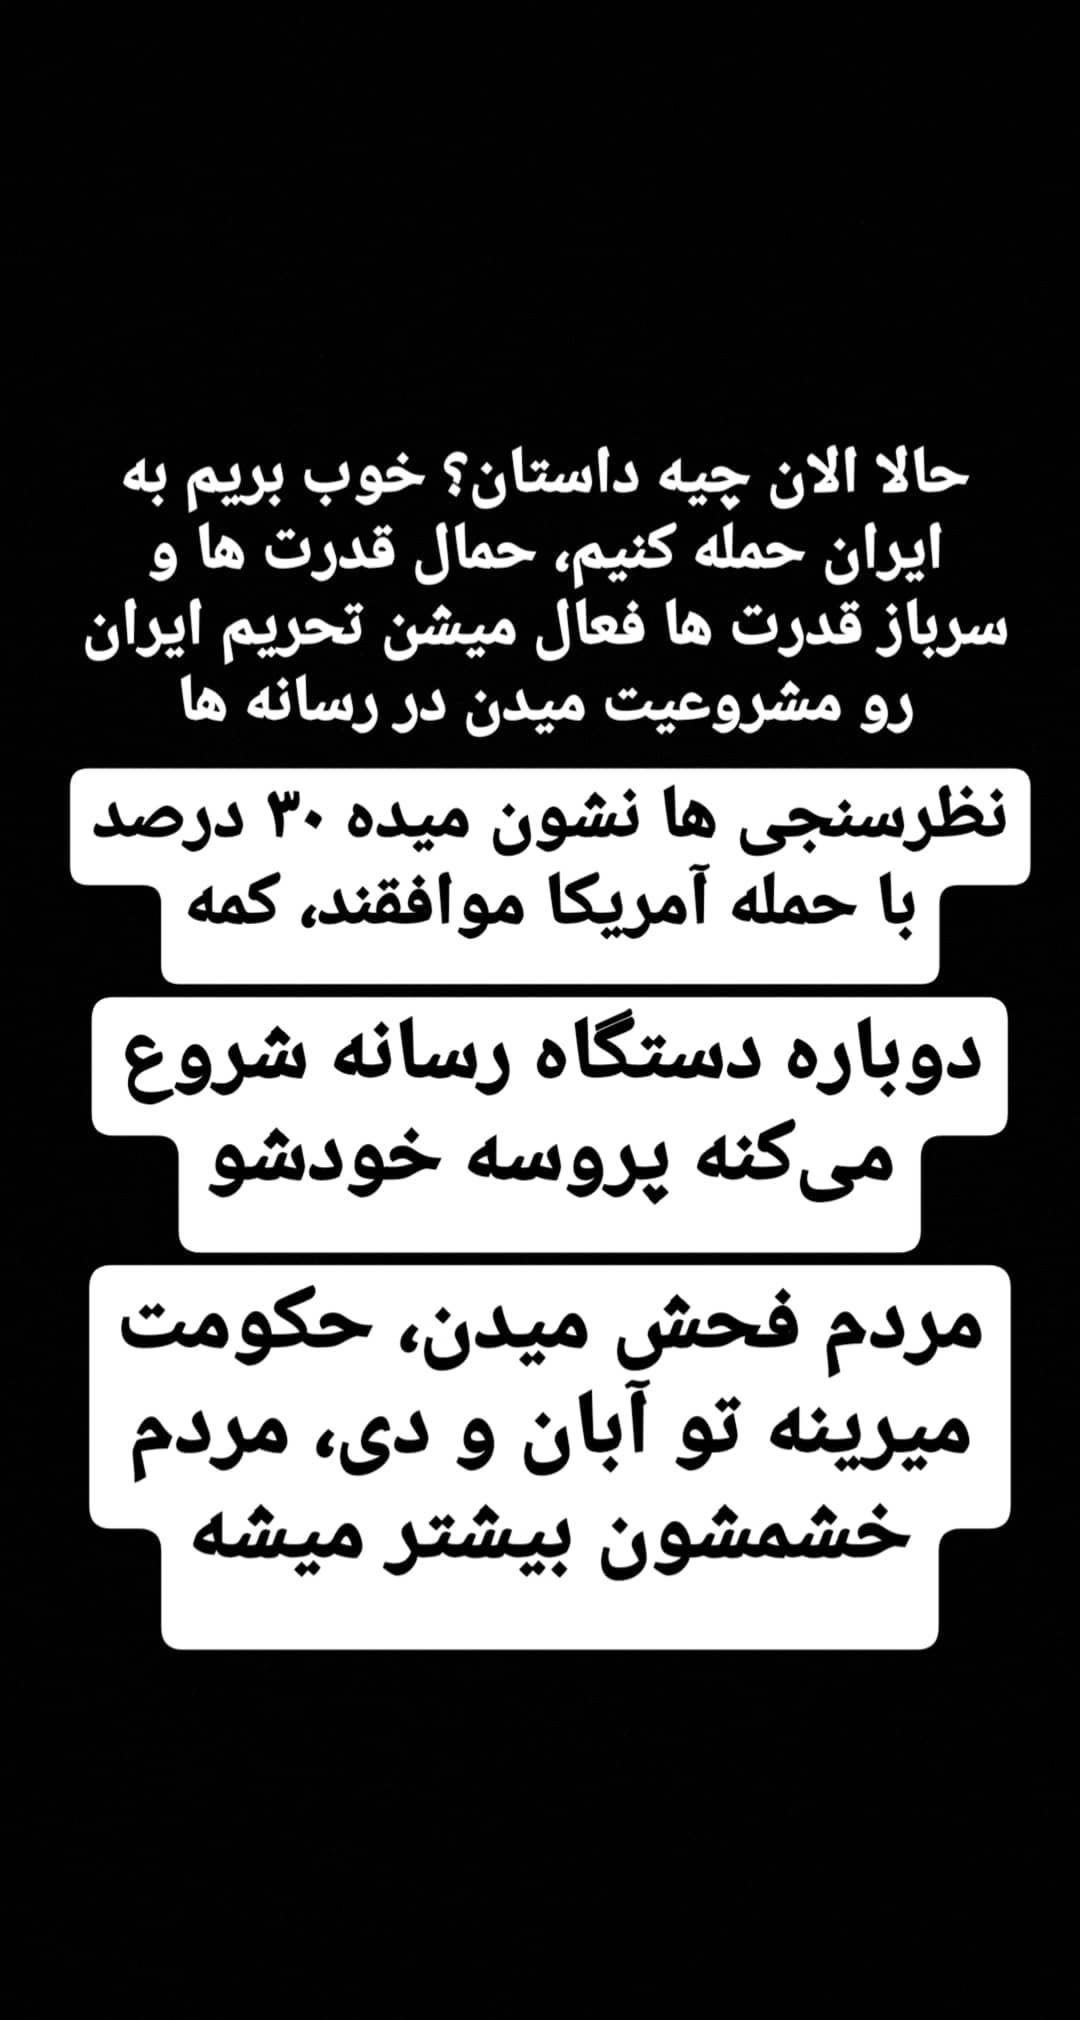 حالا الان چیه داستان؟ خوب بریم به
ایران حمله کنیم، حمال قدرت ها و
سرباز قدرت ها فعال میشن تحریم ایران
رو مشروعیت میدن در رسانه ها
نظرسنجی ها نشون میده ۳۰ درصد
با حمله آمریکا موافقند، کمه
دوباره دستگاه رسانه شروع
می‌کنه پروسه خودشو
مردم فحش میدن، حکومت
میرینه تو آبان و دی، مردم
خشمشون بیشتر میشه